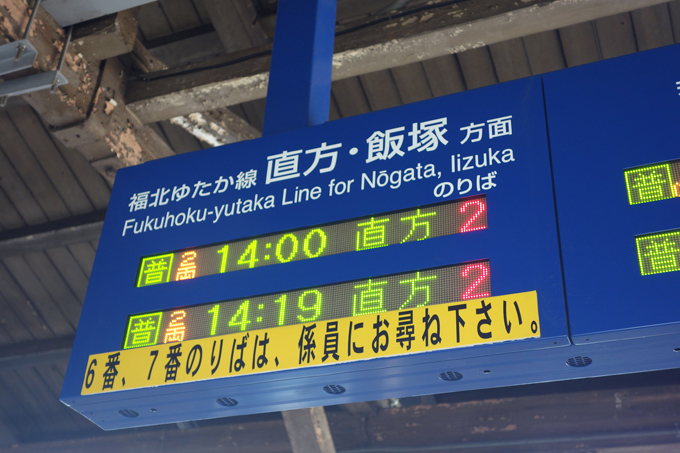 福北ゆたか線 直方・飯塚 方面
Fukuhoku-yutaka Line for Nōgata, Iizuka
のりば
普 2両 14:00 直方 2
普 2両 14:19 直方 2
6番、7番のりばは、係員にお尋ね下さい。
普
普